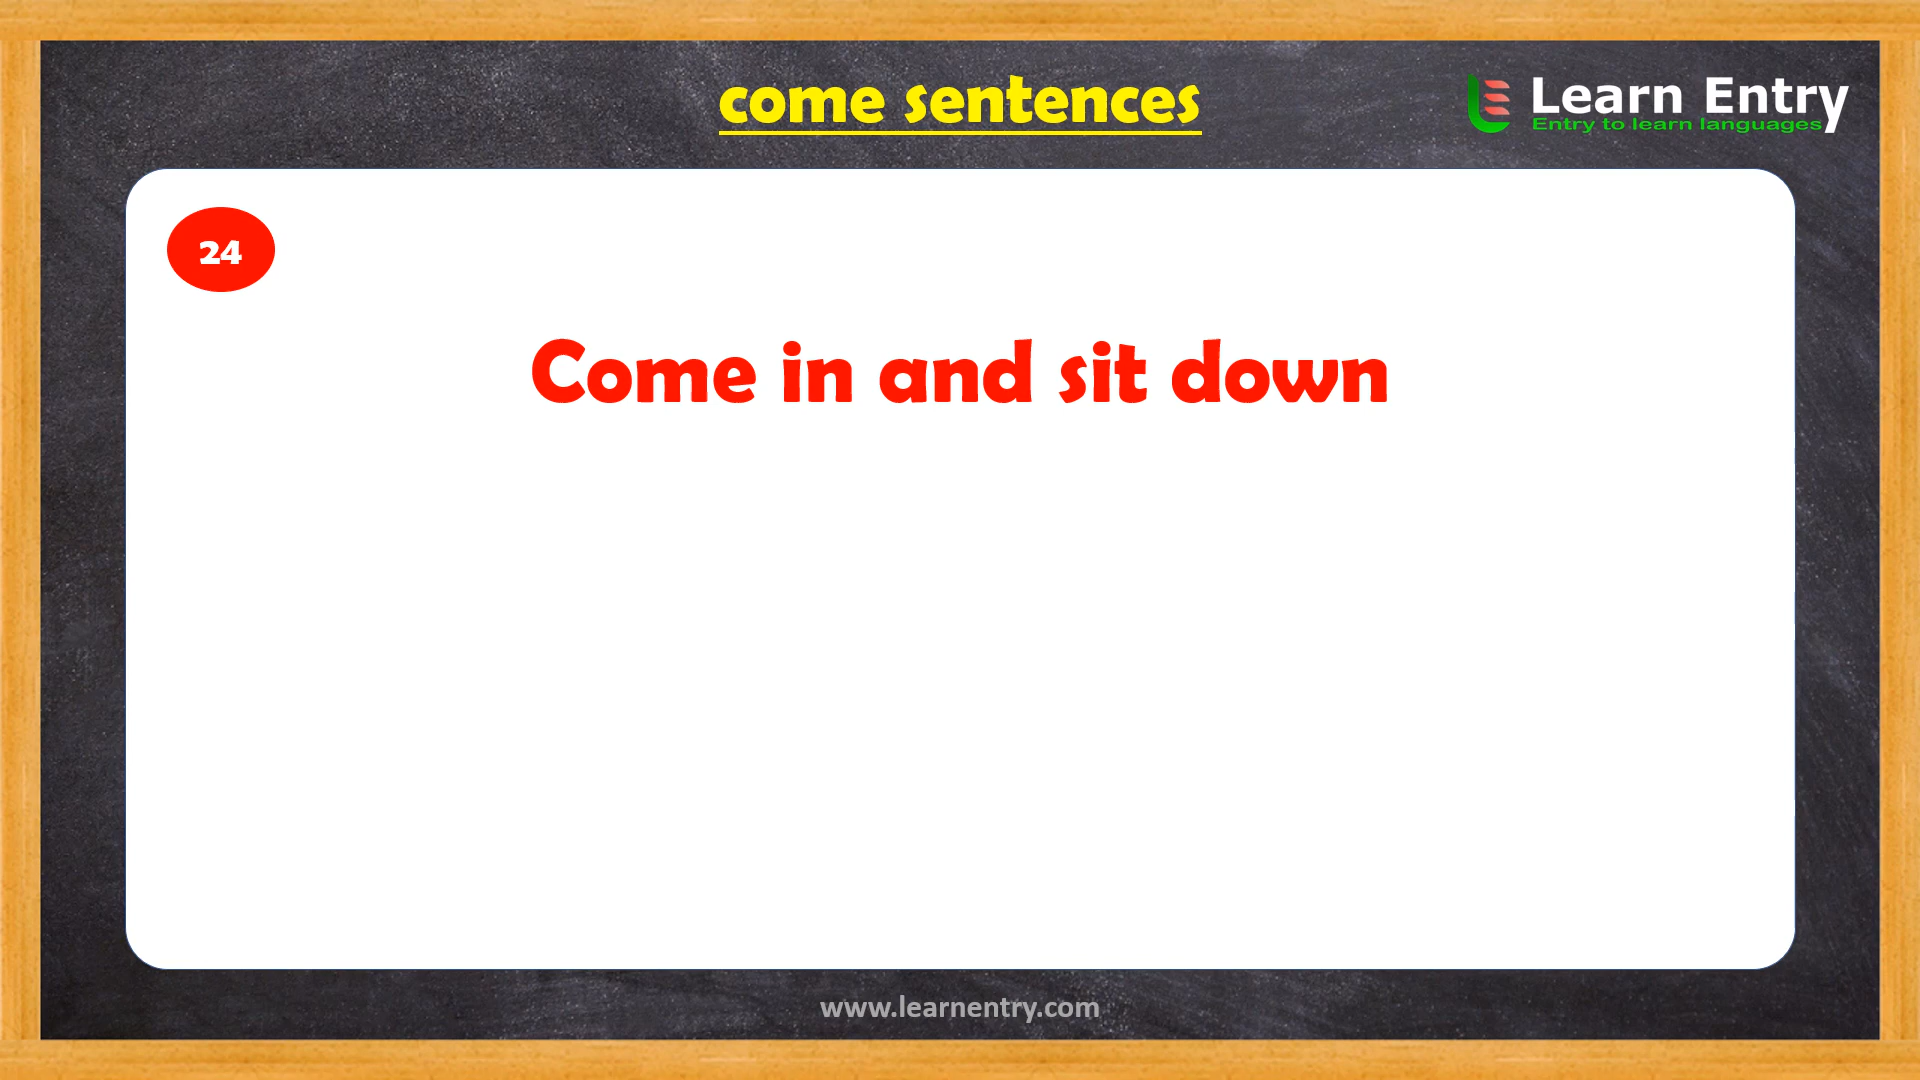 come sentences
Learn Entry
Entry to learn languages
24
Come in and sit down
www.learnentry.com